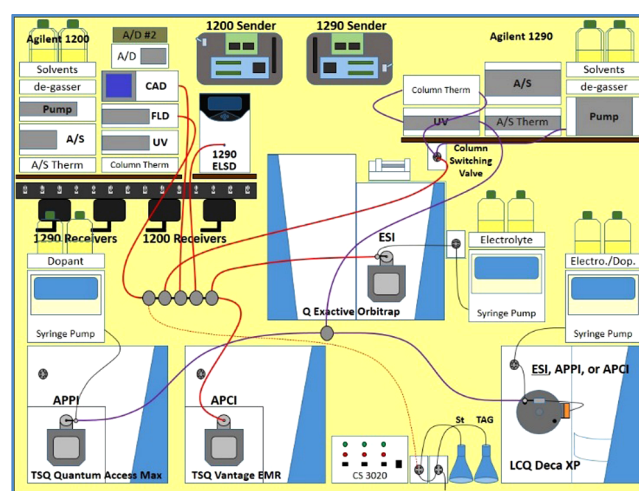 1200 Sender
1290 Sender
Agilent 1200
A/D #2
Agilent 1290
A/D
Solvents
de-gasser
Pump
A/S
A/S Therm
CAD
FLD
UV
Column Therm
1290
ELSD
Column Therm
UV
A/S
A/S Therm
Solvents
de-gasser
Pump
Column
Switching
Valve
1290 Receivers
1200 Receivers
Dopant
Syringe Pump
ESI
Q Exactive Orbitrap
Electrolyte
Syringe Pump
Electro./Dop.
Syringe Pump
APPI
TSQ Quantum Access Max
APCI
TSQ Vantage EMR
CS 3020
St
TAG
ESI, APPI, or APCI
LCQ Deca XP